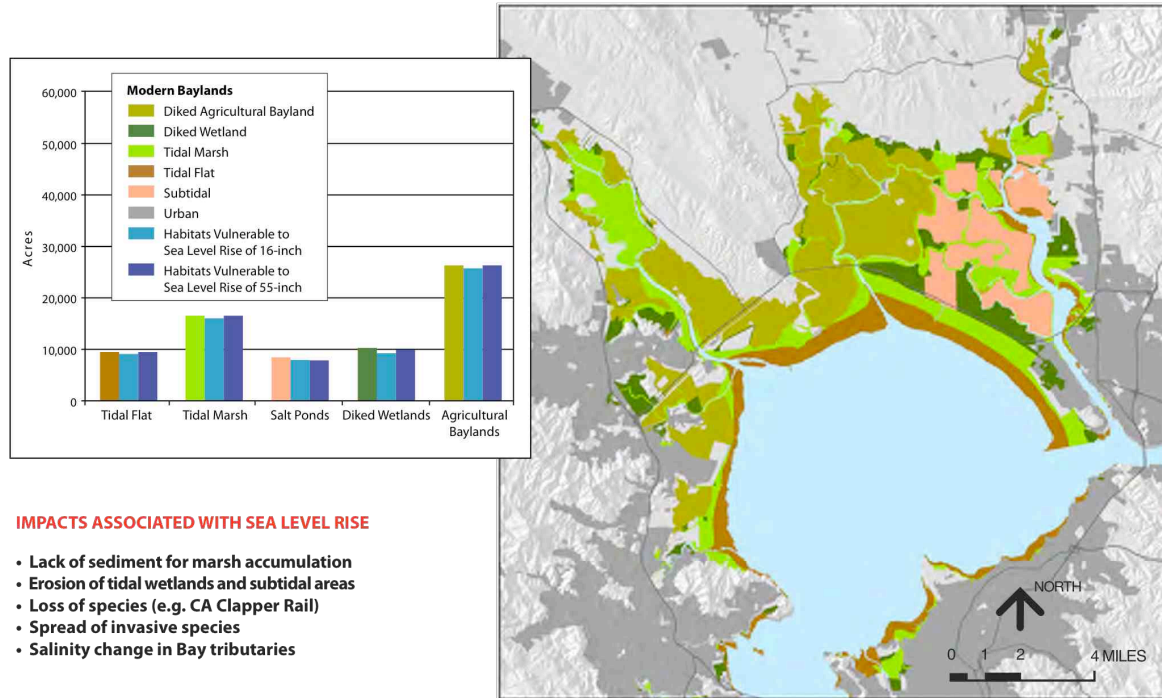 Modern Baylands
Diked Agricultural Bayland
Diked Wetland
Tidal Marsh
Tidal Flat
Subtidal
Urban
Habitats Vulnerable to
Sea Level Rise of 16-inch
Habitats Vulnerable to
Sea Level Rise of 55-inch
Acres
60,000
50,000
40,000
30,000
20,000
10,000
0
Tidal Flat
Tidal Marsh
Salt Ponds
Diked Wetlands
Agricultural
Baylands
IMPACTS ASSOCIATED WITH SEA LEVEL RISE
• Lack of sediment for marsh accumulation
• Erosion of tidal wetlands and subtidal areas
• Loss of species (e.g. CA Clapper Rail)
• Spread of invasive species
• Salinity change in Bay tributaries
NORTH
0 1 2 4 MILES